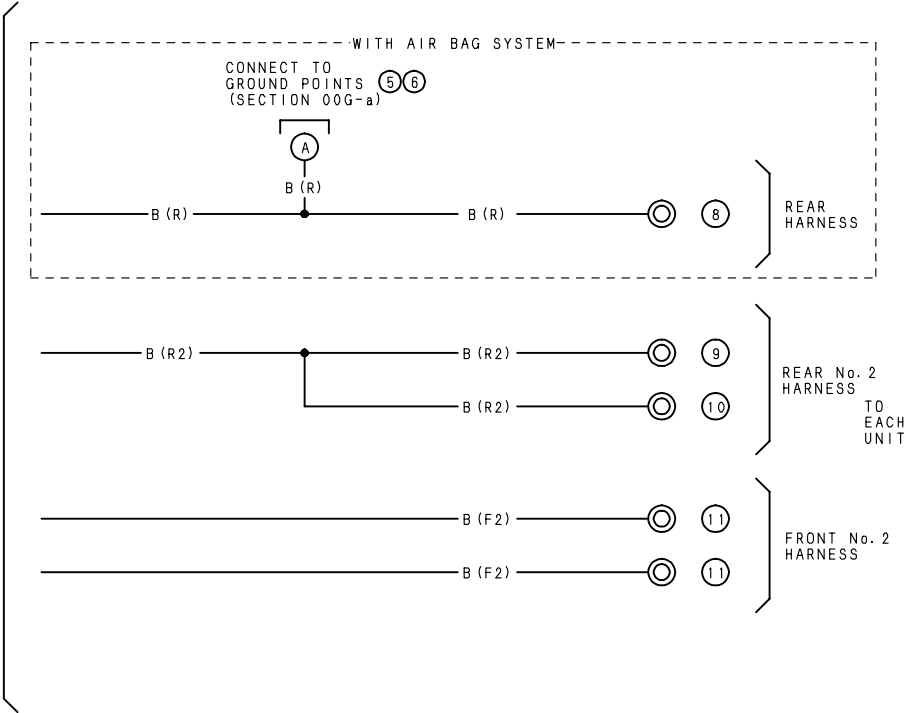 WITH AIR BAG SYSTEM
CONNECT TO
GROUND POINTS 5 6
(SECTION 00G-a)
A
B (R)
B (R) B (R) 8
REAR
HARNESS
B (R2) B (R2) 9
B (R2) 10
REAR No. 2
HARNESS
TO
EACH
UNIT
B (F2) 11
B (F2) 11
FRONT No. 2
HARNESS